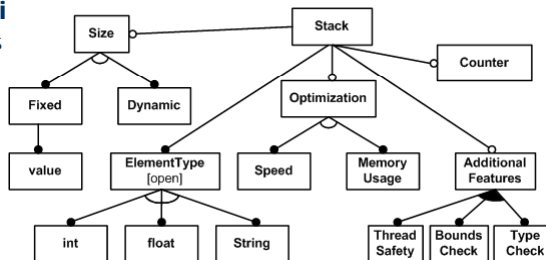 i
s
Stack
Size
Counter
Fixed
Dynamic
Optimization
value
ElementType
[open]
Speed
Memory
Usage
Additional
Features
int
float
String
Thread
Safety
Bounds
Check
Type
Check